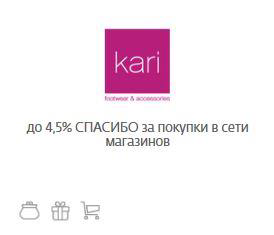 kari
footwear & accessories
до 4,5% СПАСИБО за покупки в сети
магазинов